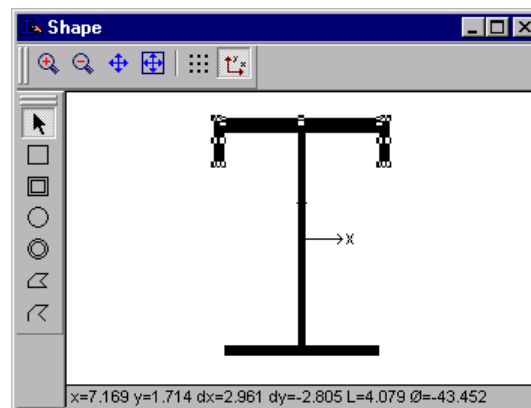 Shape
y x
X
x=7.169 y=1.714 dx=2.961 dy=-2.805 L=4.079 Ø=-43.452